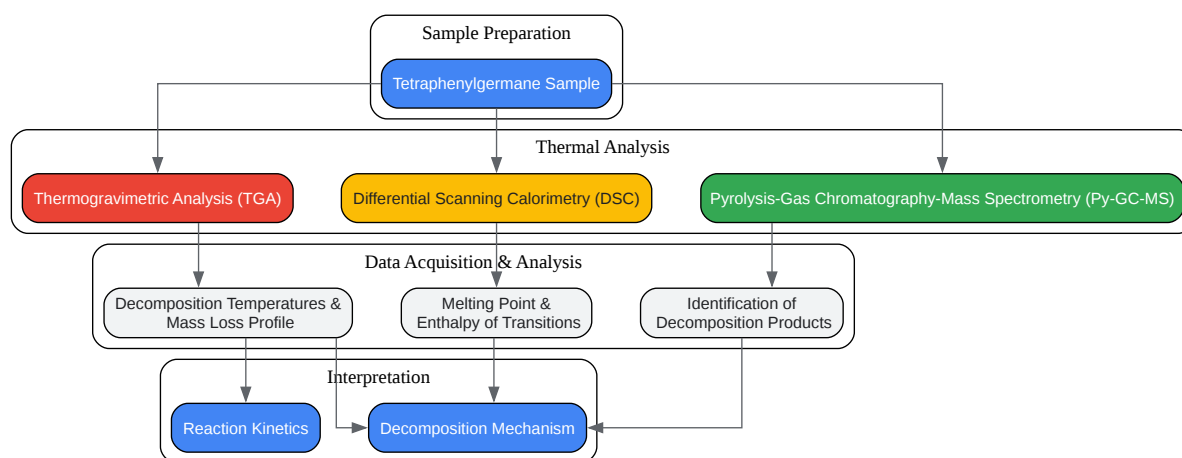 Sample Preparation
Tetraphenylgermane Sample
Thermal Analysis
Thermogravimetric Analysis (TGA)
Differential Scanning Calorimetry (DSC)
Pyrolysis-Gas Chromatography-Mass Spectrometry (Py-GC-MS)
Data Acquisition & Analysis
Decomposition Temperatures &
Mass Loss Profile
Melting Point &
Enthalpy of Transitions
Identification of
Decomposition Products
Interpretation
Reaction Kinetics
Decomposition Mechanism